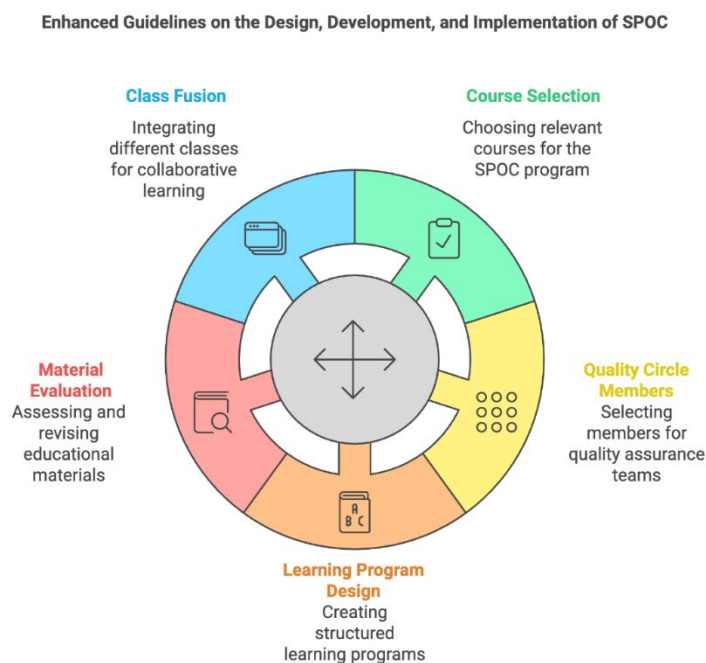 Enhanced Guidelines on the Design, Development, and Implementation of SPOC
Class Fusion
Integrating
different classes
for collaborative
learning
Course Selection
Choosing relevant
courses for the
SPOC program
Material
Evaluation
Assessing and
revising
educational
materials
Quality Circle
Members
Selecting
members for
quality assurance
teams
A
B C
Learning Program
Design
Creating
structured
learning programs